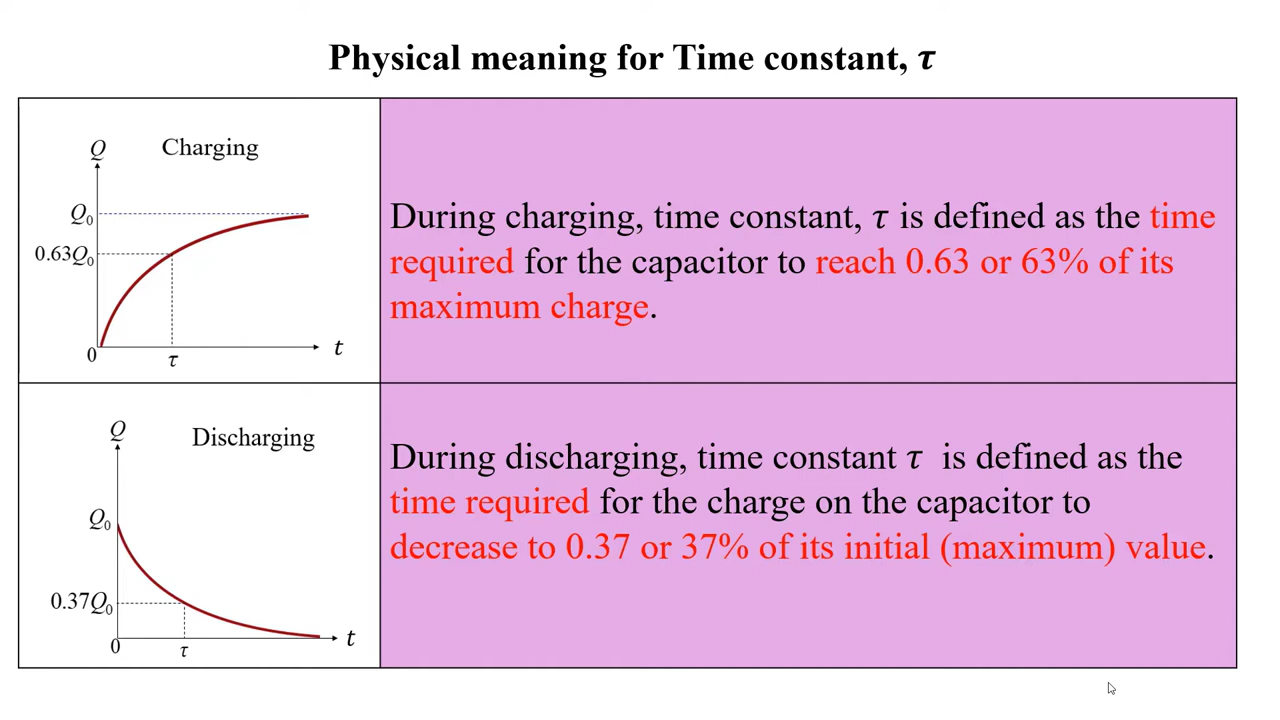 Physical meaning for Time constant, τ
Q
Charging
Q₀
0.63Q₀
0
τ
t
During charging, time constant, τ is defined as the time
required for the capacitor to reach 0.63 or 63% of its
maximum charge.
Q
Discharging
Q₀
0.37Q₀
0
τ
t
During discharging, time constant τ is defined as the
time required for the charge on the capacitor to
decrease to 0.37 or 37% of its initial (maximum) value.